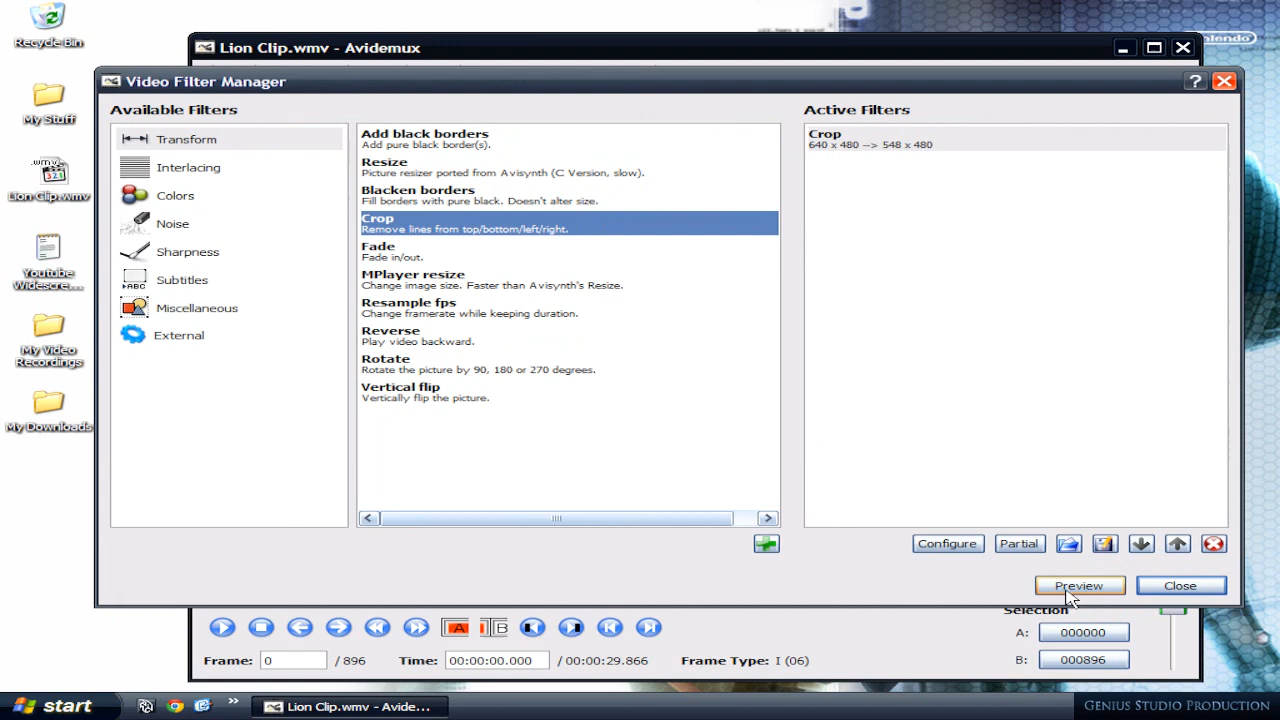 Recycle Bin
My Stuff
.wmv
321
Lion Clip.wmv
Youtube
Widescre...
My Video
Recordings
My Downloads
Nintendo
Lion Clip.wmv - Avidemux
Video Filter Manager
?
Available Filters
Transform
Interlacing
Colors
Noise
Sharpness
ABC
Subtitles
Miscellaneous
External
Add black borders
Add pure black border(s).
Resize
Picture resizer ported from Avisynth (C Version, slow).
Blacken borders
Fill borders with pure black. Doesn't alter size.
Crop
Remove lines from top/bottom/left/right.
Fade
Fade in/out.
MPlayer resize
Change image size. Faster than Avisynth's Resize.
Resample fps
Change framerate while keeping duration.
Reverse
Play video backward.
Rotate
Rotate the picture by 90, 180 or 270 degrees.
Vertical flip
Vertically flip the picture.
Active Filters
Crop
640 x 480 --> 548 x 480
Configure
Partial
Preview
Close
A
B
Selection
A: 000000
B: 000896
Frame: 0 / 896 Time: 00:00:00.000 / 00:00:29.866 Frame Type: I (06)
start
»
Lion Clip.wmv - Avide...
GENIUS STUDIO PRODUCTION